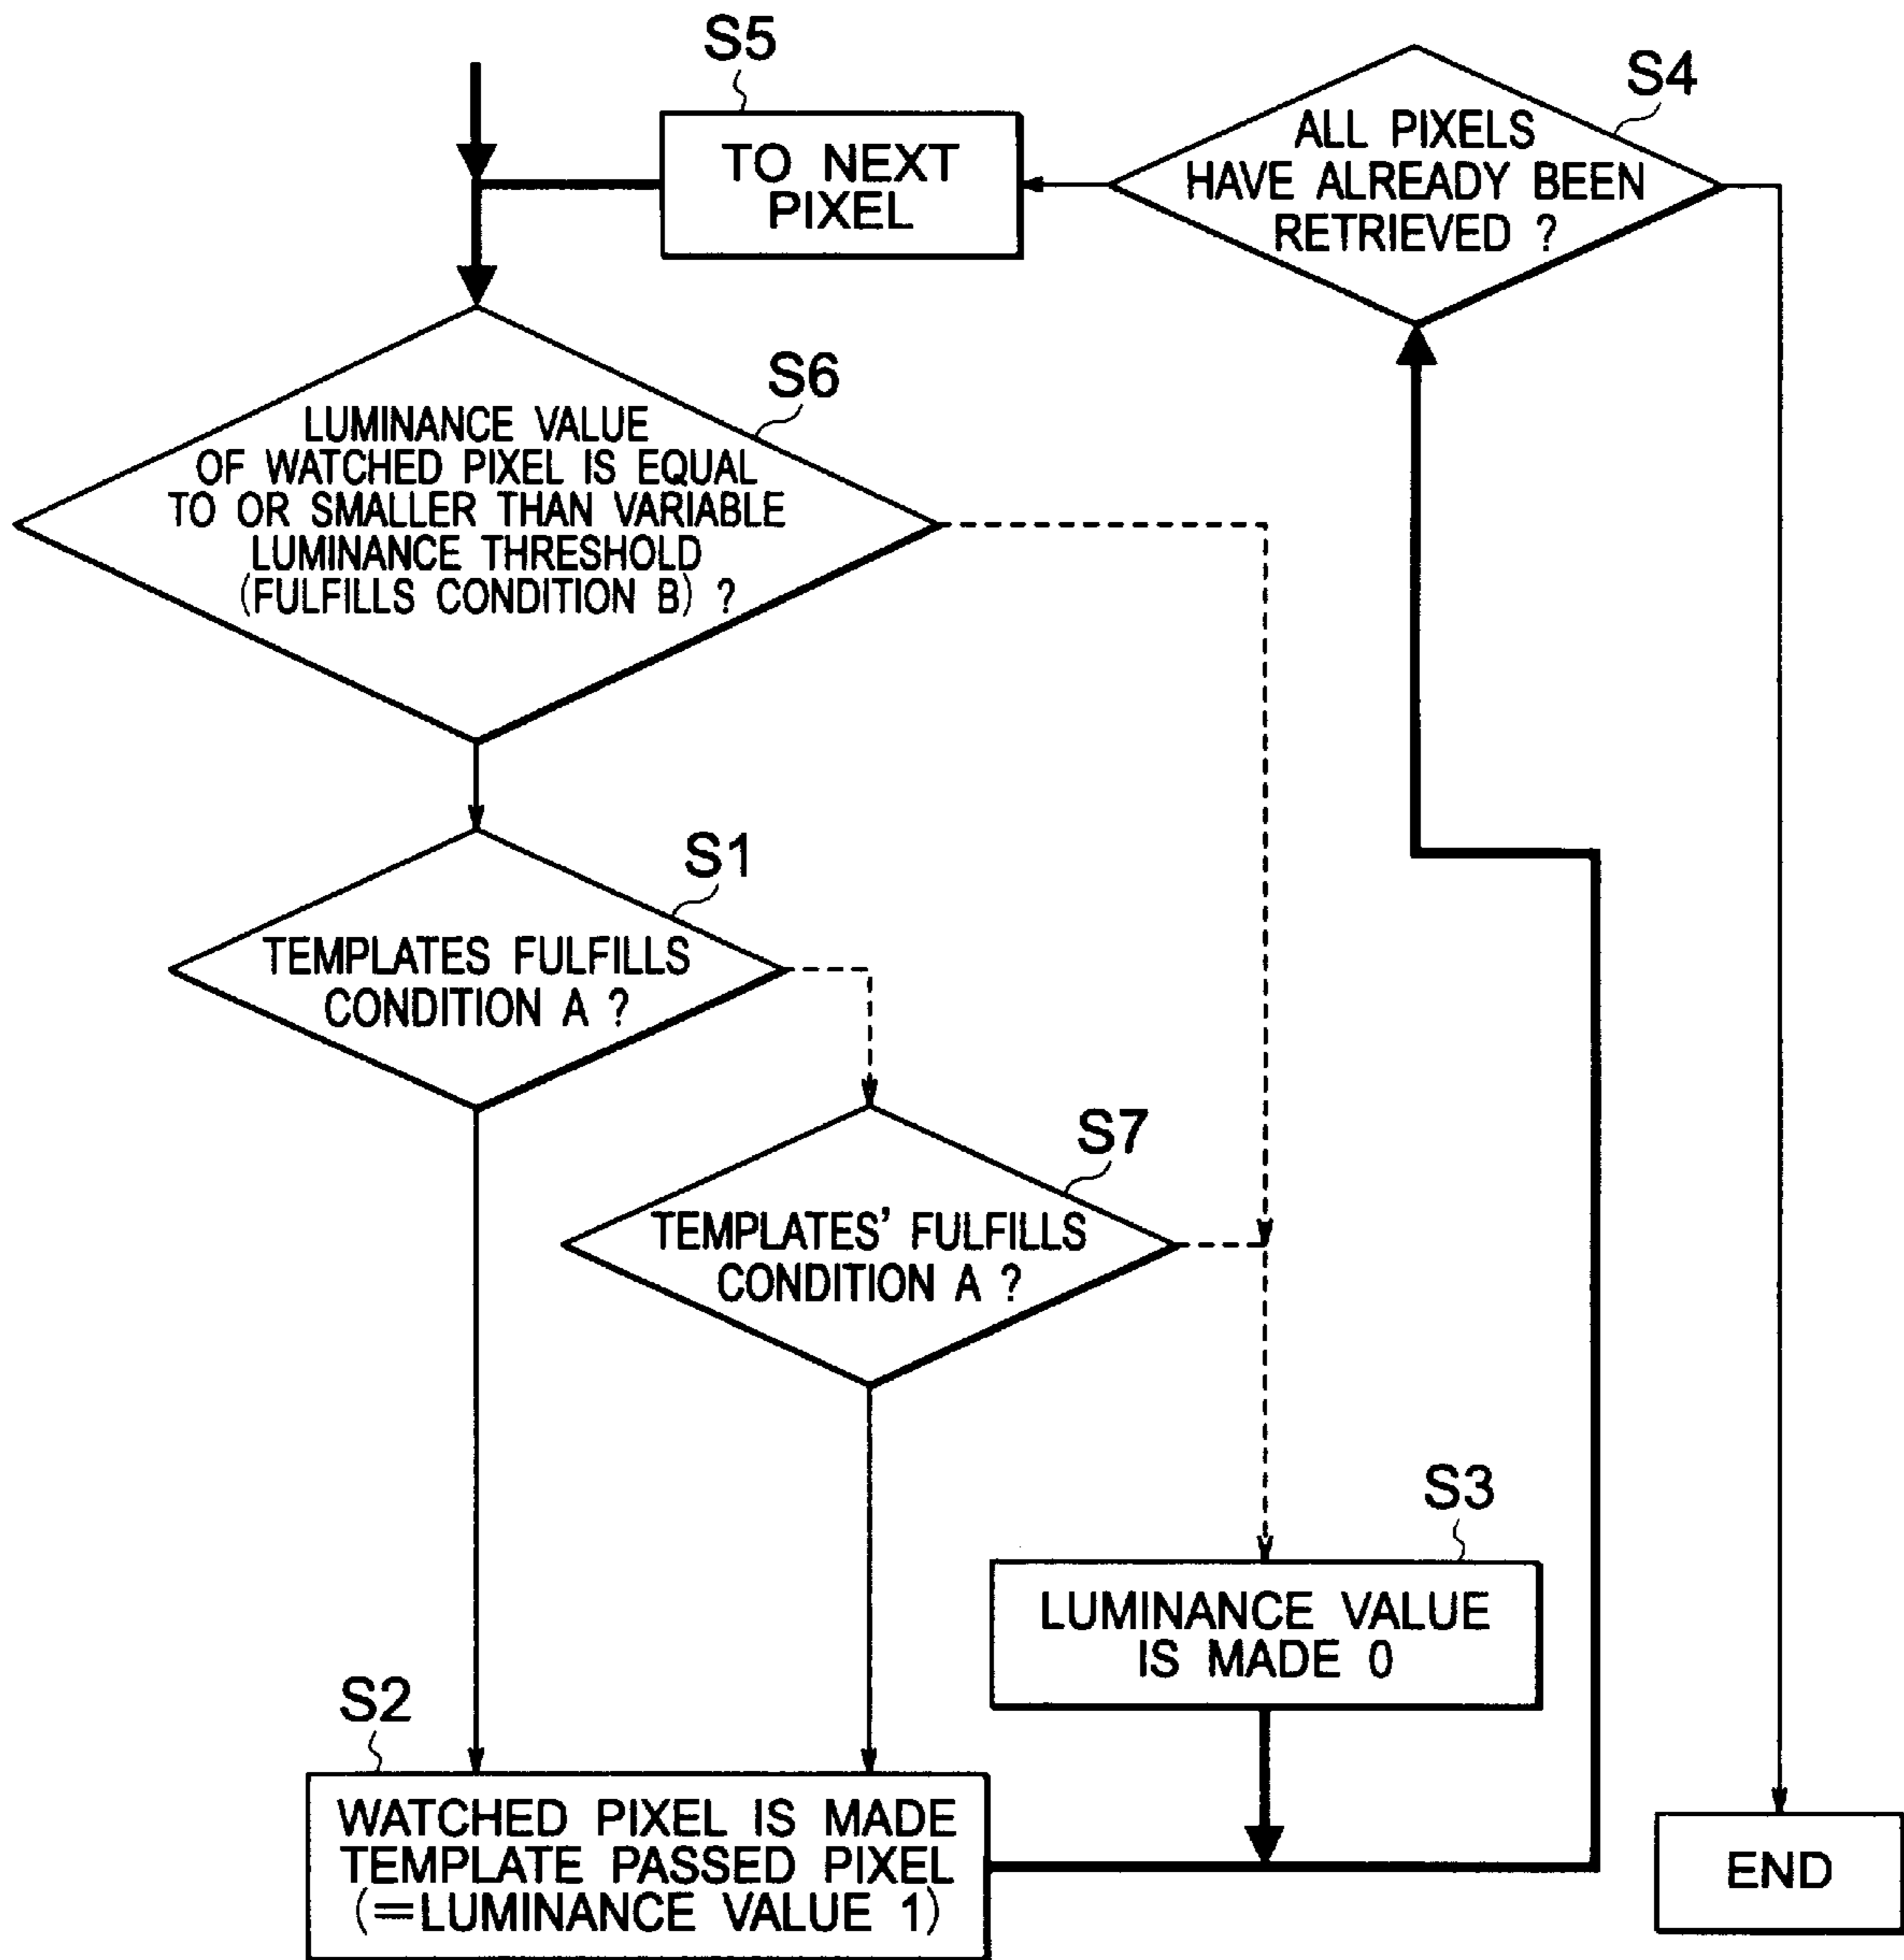 S5
TO NEXT
PIXEL
S4
ALL PIXELS
HAVE ALREADY BEEN
RETRIEVED ?
S6
LUMINANCE VALUE
OF WATCHED PIXEL IS EQUAL
TO OR SMALLER THAN VARIABLE
LUMINANCE THRESHOLD
(FULFILLS CONDITION B) ?
S1
TEMPLATES FULFILLS
CONDITION A ?
S7
TEMPLATES' FULFILLS
CONDITION A ?
S3
LUMINANCE VALUE
IS MADE 0
S2
WATCHED PIXEL IS MADE
TEMPLATE PASSED PIXEL
(=LUMINANCE VALUE 1)
END